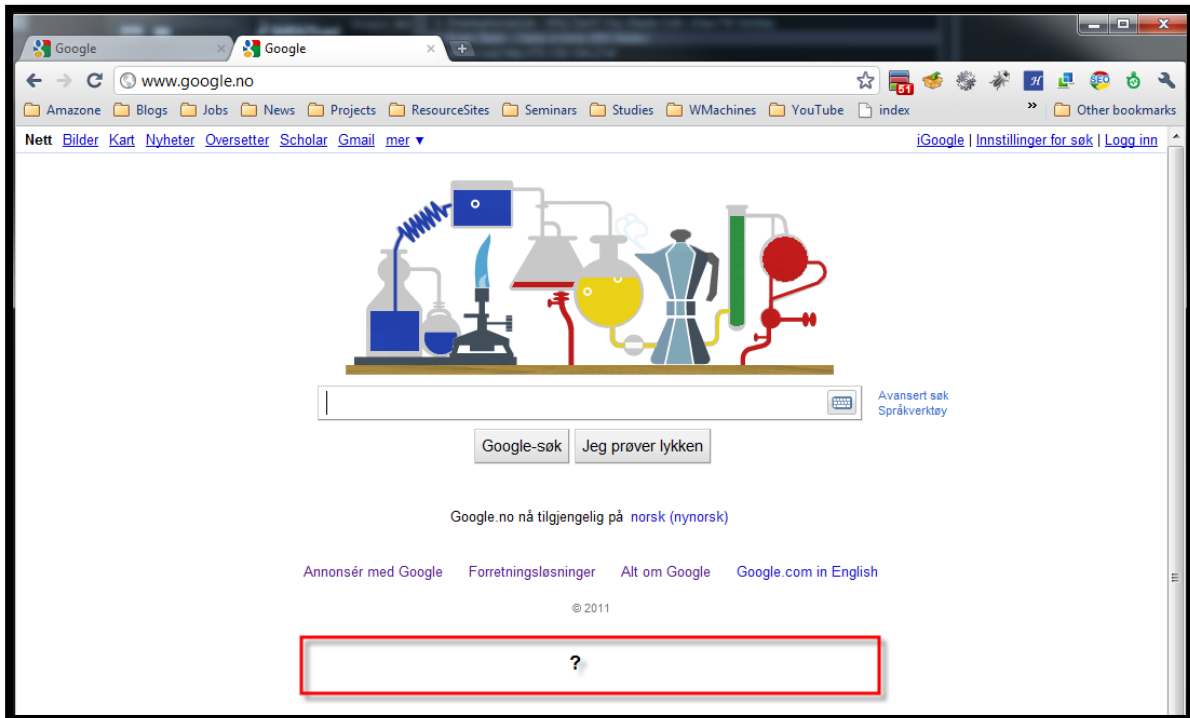 Google Google
www.google.no 51 H SEO
Amazone Blogs Jobs News Projects ResourceSites Seminars Studies WMachines YouTube index » Other bookmarks
Nett Bilder Kart Nyheter Oversetter Scholar Gmail mer ▼ iGoogle | Innstillinger for søk | Logg inn
Avansert søk
Språkverktøy
Google-søk Jeg prøver lykken
Google.no nå tilgjengelig på norsk (nynorsk)
Annonsér med Google Forretningsløsninger Alt om Google Google.com in English
© 2011
?